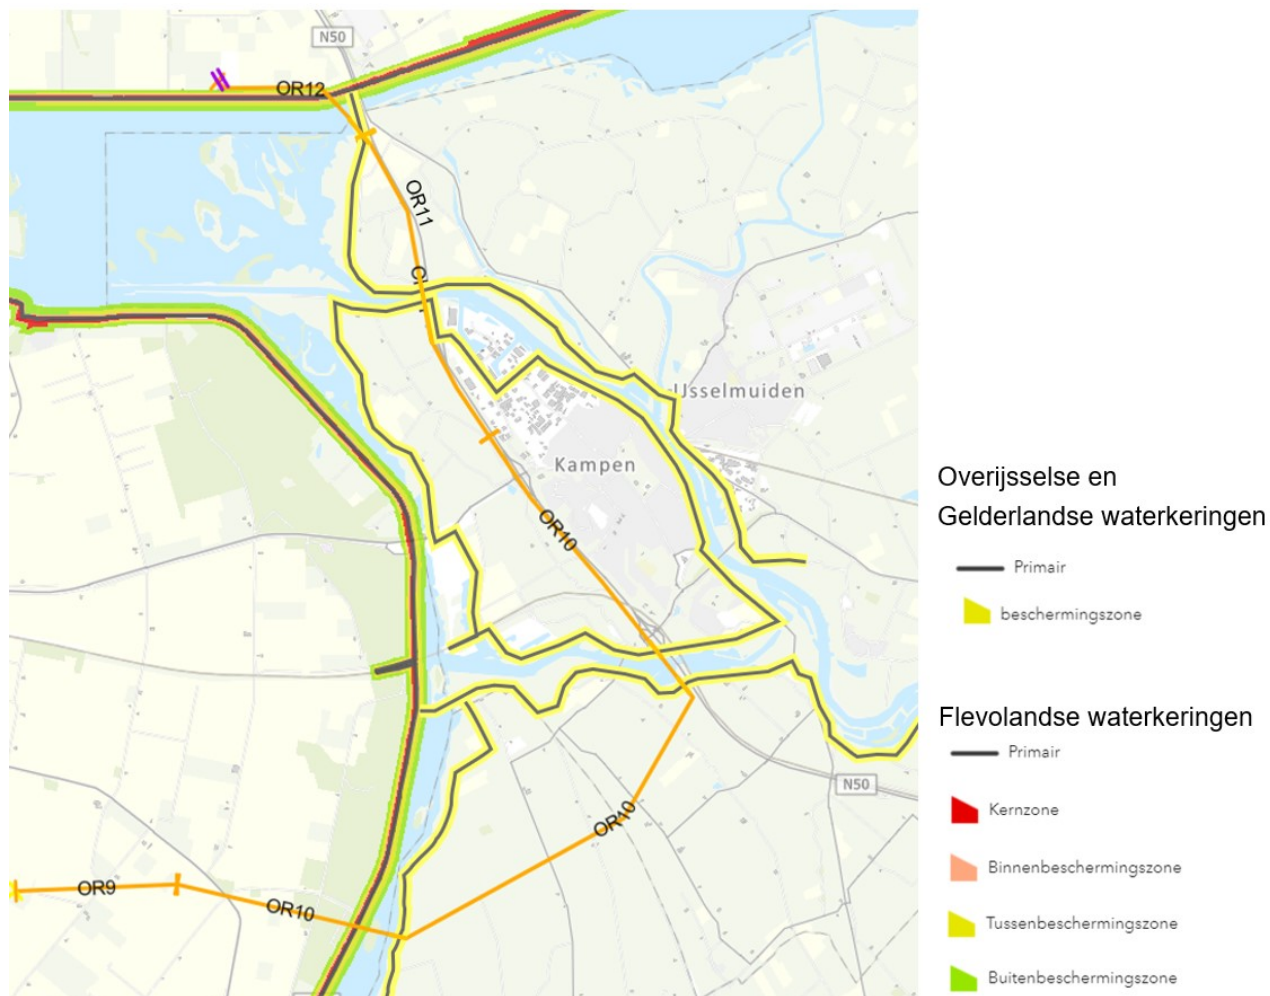 N50
OR12
OR11
IJsselmuiden
Kampen
OR10
N50
OR10
OR9
OR10
Overijsselse en
Gelderlandse waterkeringen
Primair
beschermingszone
Flevolandse waterkeringen
Primair
Kernzone
Binnenbeschermingszone
Tussenbeschermingszone
Buitenbeschermingszone